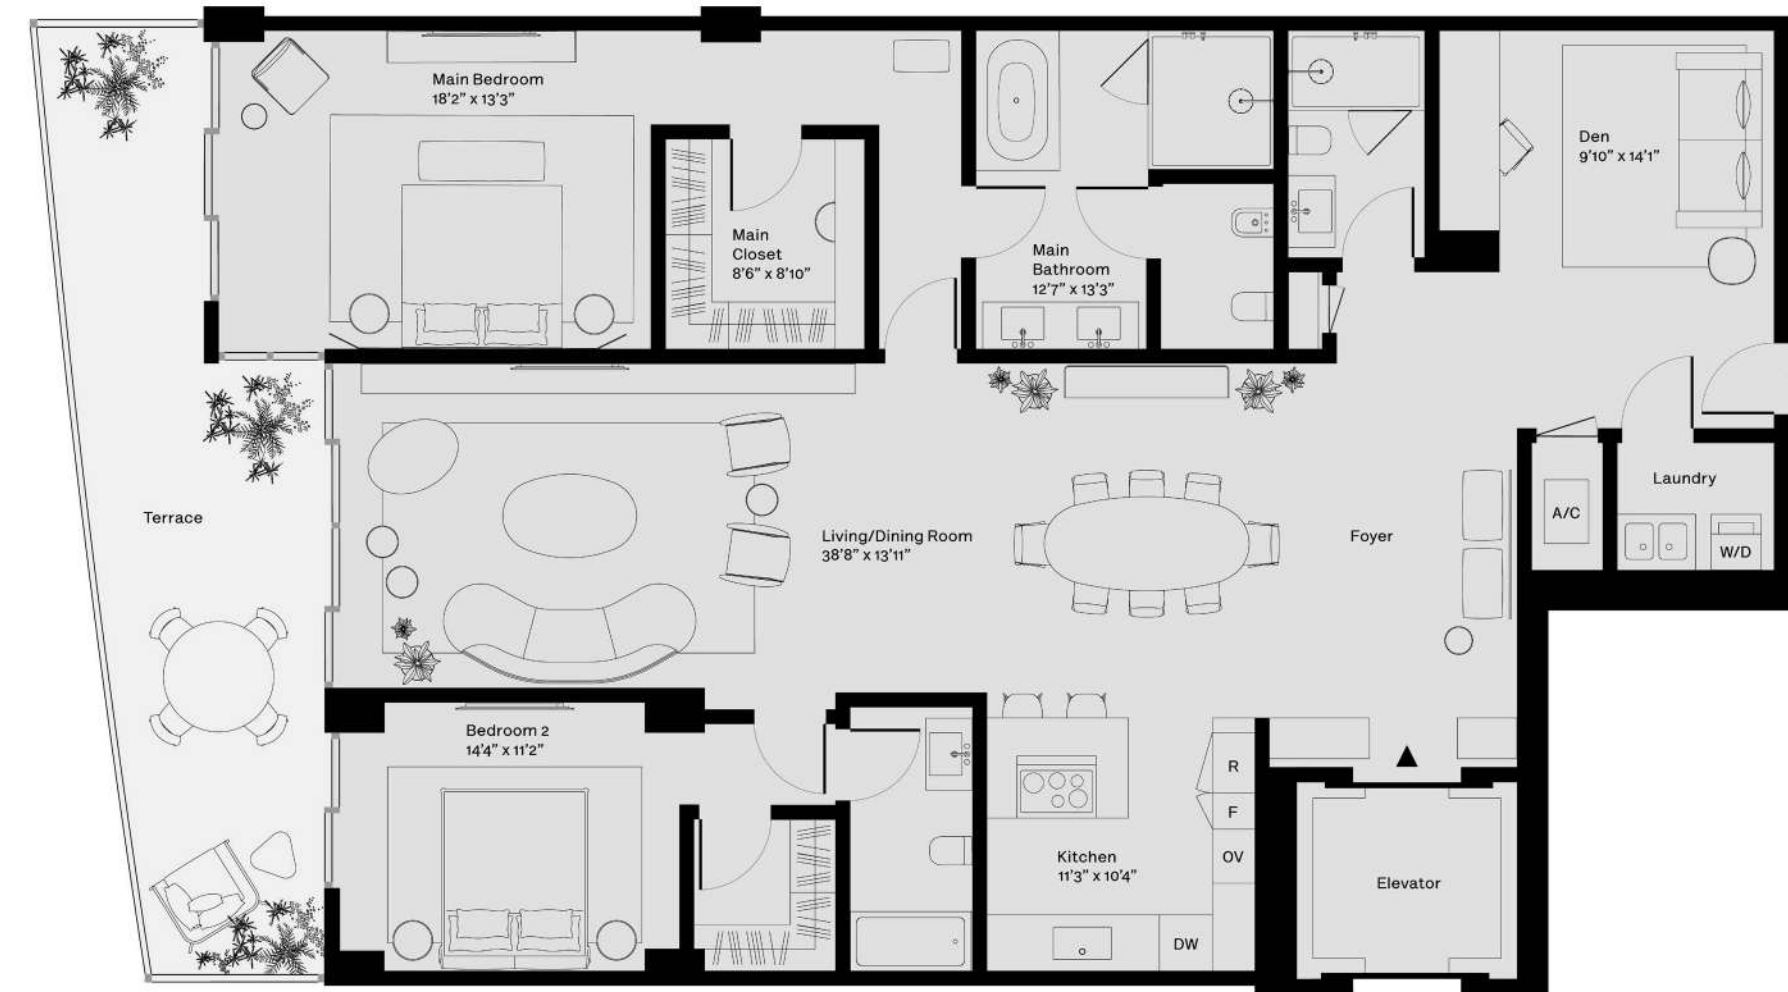 Main Bedroom
18'2" x 13'3"
Den
9'10" x 14'1"
Main
Closet
8'6" x 8'10"
Main
Bathroom
12'7" x 13'3"
Terrace
Living/Dining Room
38'8" x 13'11"
Foyer
A/C
Laundry
W/D
Bedroom 2
14'4" x 11'2"
Kitchen
11'3" x 10'4"
R
F
OV
DW
Elevator